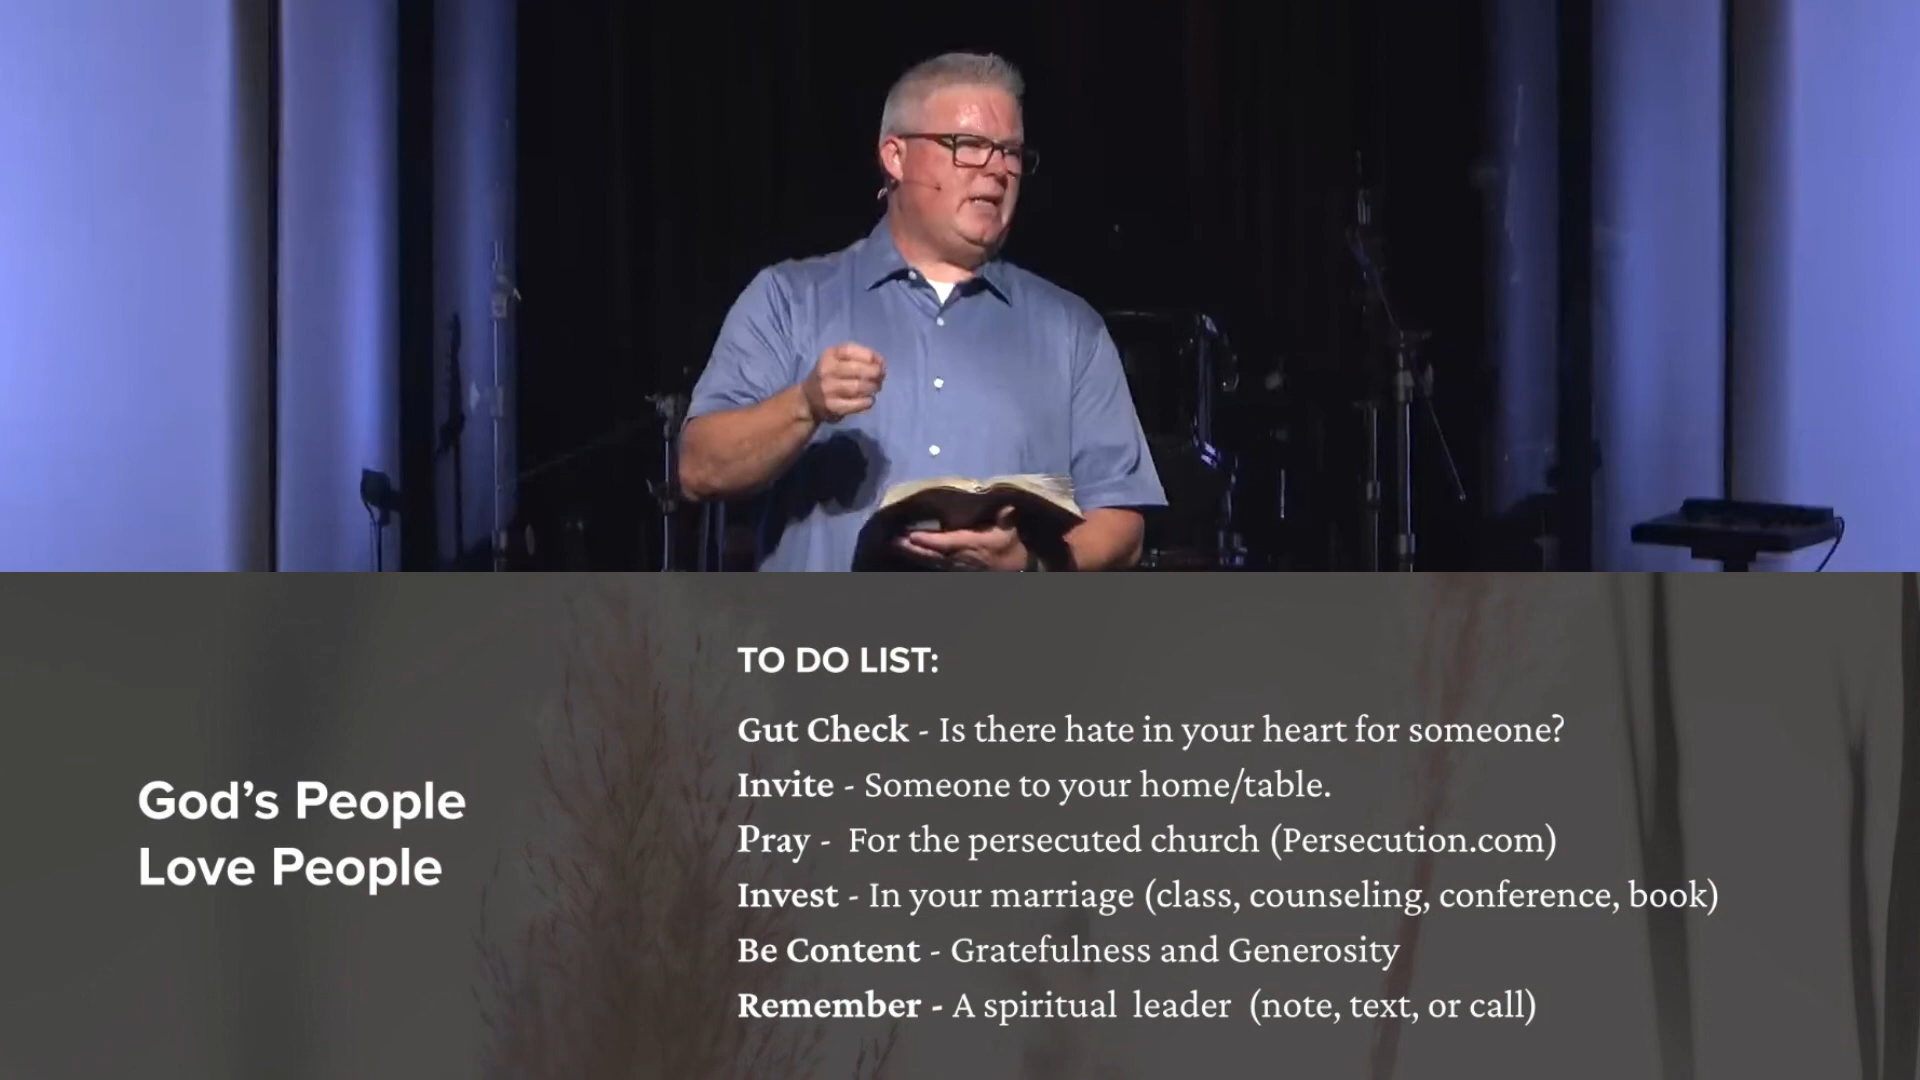 God's People
Love People
TO DO LIST:
Gut Check - Is there hate in your heart for someone?
Invite - Someone to your home/table.
Pray - For the persecuted church (Persecution.com)
Invest - In your marriage (class, counseling, conference, book)
Be Content - Gratefulness and Generosity
Remember - A spiritual leader (note, text, or call)